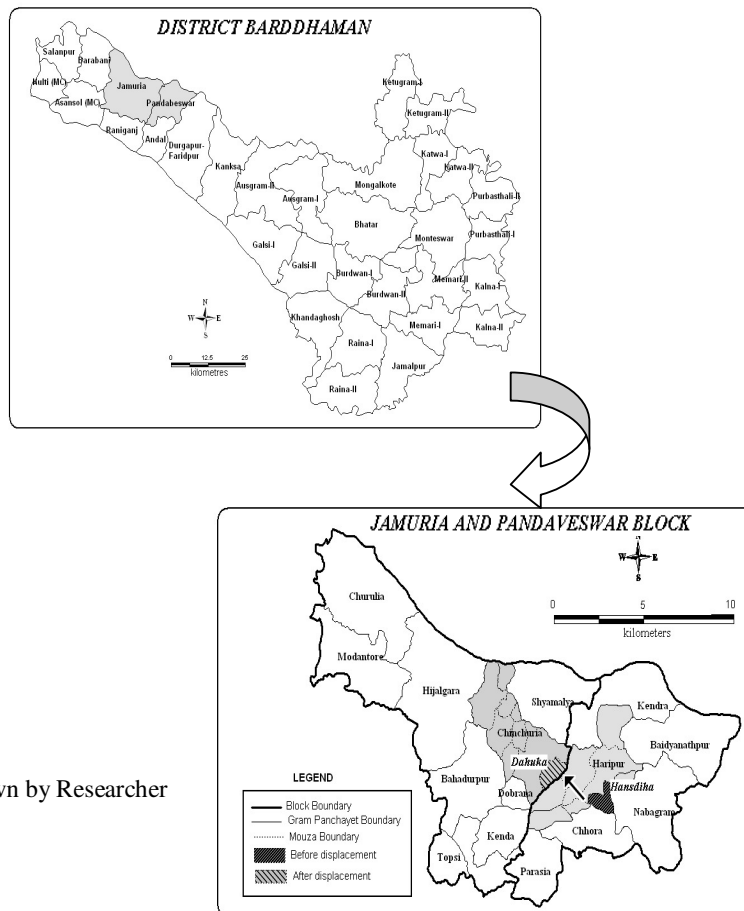 DISTRICT BARDDHAMAN
Salanpur
Barabani
Kulti (MC)
Jamuria
Asansol (MC)
Pandabeswar
Raniganj
Andal
Durgapur-
Faridpur
Kanksa
Ketugram-I
Ketugram-II
Katwa-I
Katwa-II
Ausgram-II
Ausgram-I
Mongalkote
Purbasthali-II
Bhatar
Purbasthali-I
Galsi-I
Monteswar
Galsi-II
Burdwan-I
Memari-II
Kalna-I
Burdwan-II
Khandaghosh
Memari-I
Kalna-II
Raina-I
Jamalpur
Raina-II
N
W E
S
0 12.5 25
kilometres
JAMURIA AND PANDAVESWAR BLOCK
W E
S
0 5 10
kilometers
Churulia
Modantore
Hijalgara
Shyamalya
Kendra
Chinchuria
Baidyanathpur
Dahuka
Haripur
Bahadurpur
Hansdiha
Dobrana
Nabagram
Kenda
Chhora
Topsi
Parasia
wn by Researcher
LEGEND
Block Boundary
Gram Panchayet Boundary
Mouza Boundary
Before displacement
After displacement